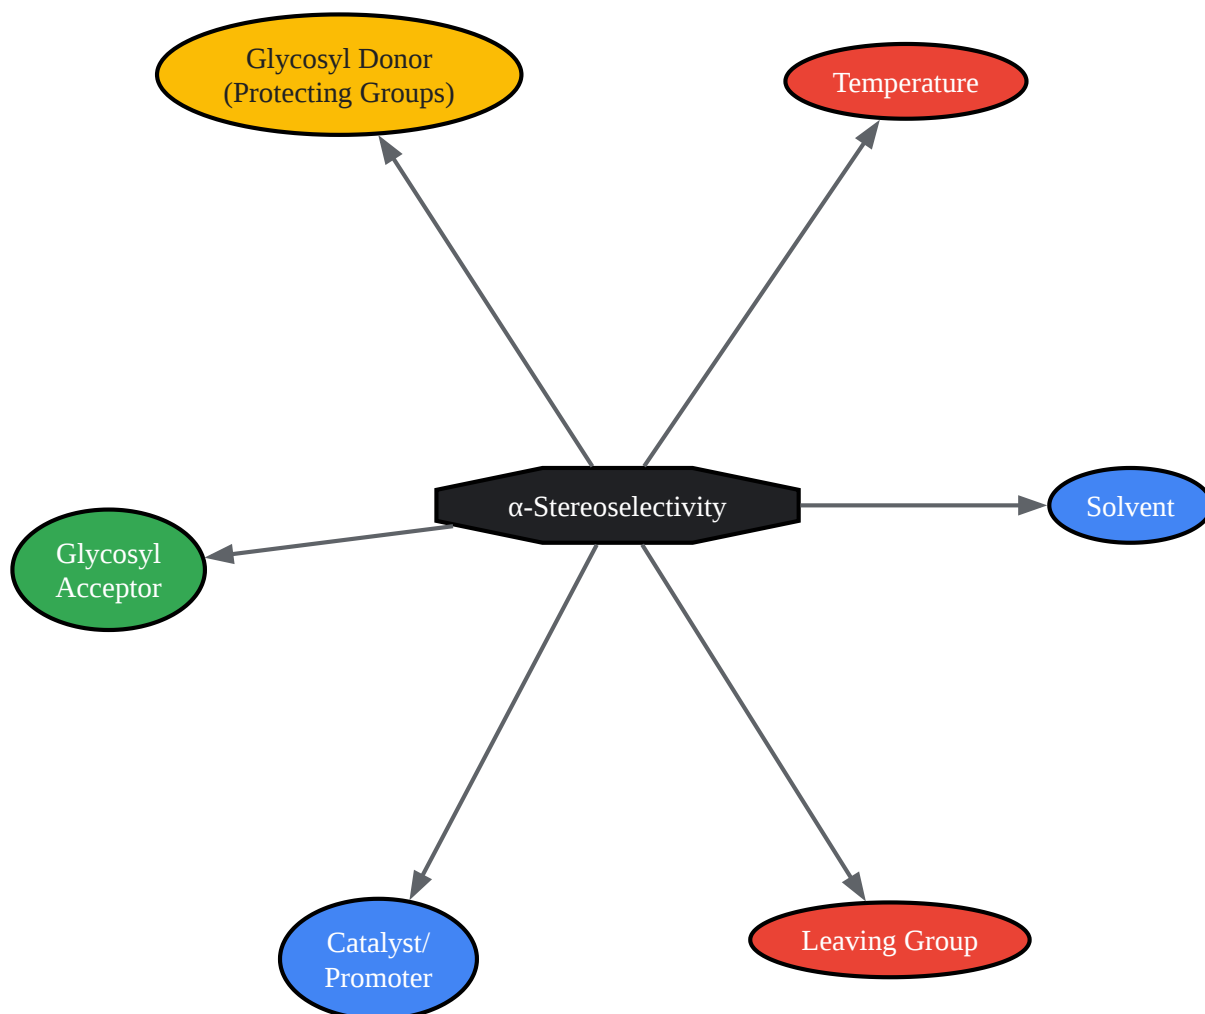 Glycosyl Donor
(Protecting Groups)
Temperature
α-Stereoselectivity
Solvent
Glycosyl
Acceptor
Catalyst/
Promoter
Leaving Group